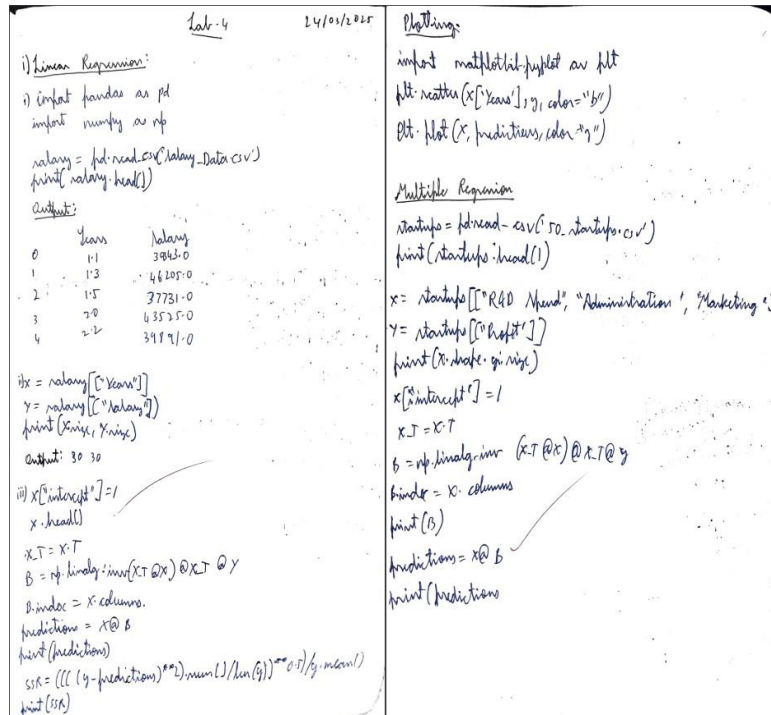 Lab-4
24/03/2025
i) Linear Regression:
i) import pandas as pd
import numpy as np
salary = pd.read_csv('salary_Data.csv')
print(salary.head())
Output:
Years Salary
0 1.1 39343.0
1 1.3 46205.0
2 1.5 37731.0
3 2.0 43525.0
4 2.2 39891.0
ii) x = salary[["Years"]]
y = salary[["Salary"])
print(X.size, Y.size)
Output: 30 30
iii) x["intercept"]=1
x.head()
x_T = X.T
B = np.linalg.inv(x_T@x) @ x_T @ y
B.index = x.columns.
predictions = x@B
print(predictions)
SSR = ((( (y-predictions)**2).sum()/len(y))**0.5)/y.mean()
print(SSR)
Plotting:
import matplotlib.pyplot as plt
plt.scatter(x['Years'], y, color="b")
plt.plot(X, predictions, color="g")
Multiple Regression
startups = pd.read_csv('50_startups.csv')
print(startups.head())
x = startups[["R&D Spend", "Administration', "Marketing
Y = startup[["Profit']]
print(x.shape. size)
x["intercept']=1
x_T = x.T
B = np.linalg.inv (x_T@x)@x_T@y
B.index = x.columns
print(B)
predictions = x@B
print(predictions